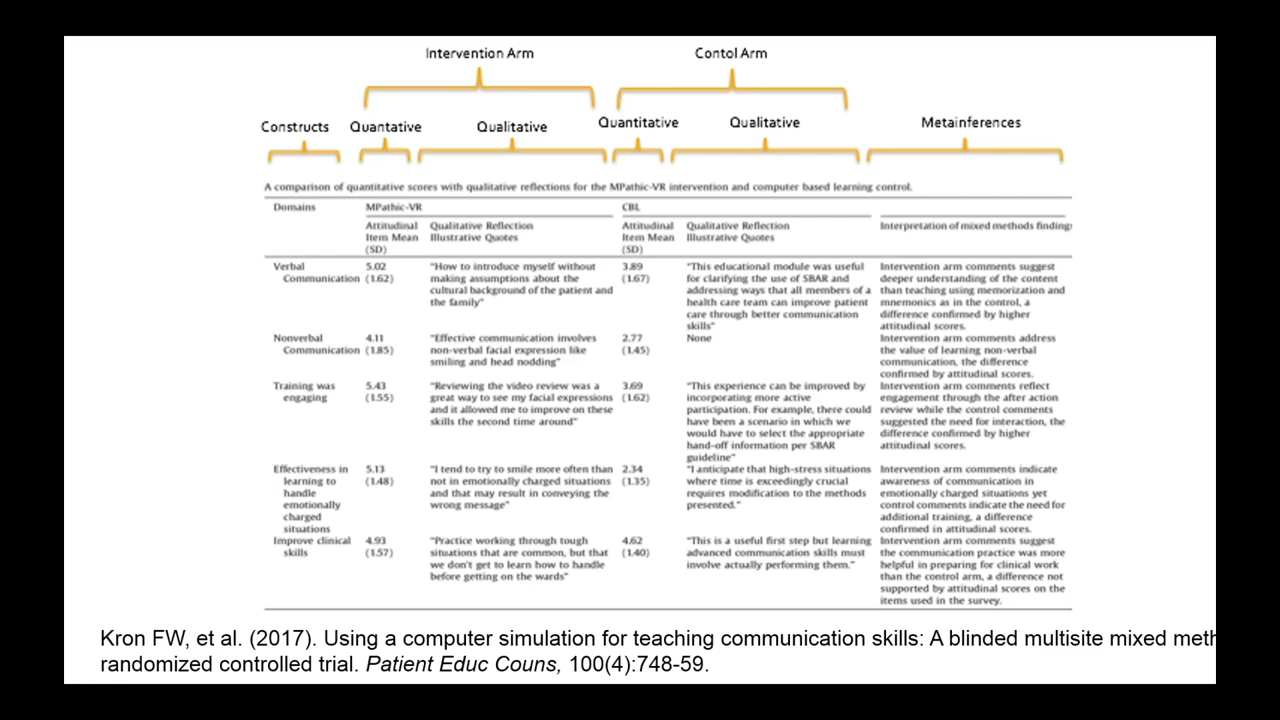 Intervention Arm Contol Arm
Constructs Quantative Qualitative Quantitative Qualitative Metainferences
A comparison of quantitative scores with qualitative reflections for the MPathic-VR intervention and computer based learning control.
Domains MPathic-VR CBL
Attitudinal Qualitative Reflection Attitudinal Qualitative Reflection Interpretation of mixed methods finding
Item Mean Illustrative Quotes Item Mean Illustrative Quotes
(SD) (SD)
Verbal 5.02 "How to introduce myself without 3.89 "This educational module was useful Intervention arm comments suggest
Communication (1.62) making assumptions about the (1.67) for clarifying the use of SBAR and deeper understanding of the content
cultural background of the patient and addressing ways that all members of a than teaching using memorization and
the family" health care team can improve patient mnemonics as in the control, a
care through better communication difference confirmed by higher
skills" attitudinal scores.
Nonverbal 4.11 "Effective communication involves 2.77 None Intervention arm comments address
Communication (1.85) non-verbal facial expression like (1.45) the value of learning non-verbal
smiling and head nodding" communication, the difference
confirmed by attitudinal scores.
Training was 5.43 "Reviewing the video review was a 3.69 "This experience can be improved by Intervention arm comments reflect
engaging (1.55) great way to see my facial expressions (1.62) incorporating more active engagement through the after action
and it allowed me to improve on these participation. For example, there could review while the control comments
skills the second time around" have been a scenario in which we suggested the need for interaction, the
would have to select the appropriate difference confirmed by higher
hand-off information per SBAR attitudinal scores.
guideline"
Effectiveness in 5.13 "I tend to try to smile more often than 2.34 "I anticipate that high-stress situations Intervention arm comments indicate
learning to (1.48) not in emotionally charged situations (1.35) where time is exceedingly crucial awareness of communication in
handle and that may result in conveying the requires modification to the methods emotionally charged situations yet
emotionally wrong message" presented." control comments indicate the need for
charged additional training, a difference
situations confirmed in attitudinal scores.
Improve clinical 4.93 "Practice working through tough 4.62 "This is a useful first step but learning Intervention arm comments suggest
skills (1.57) situations that are common, but that (1.40) advanced communication skills must the communication practice was more
we don't get to learn how to handle involve actually performing them." helpful in preparing for clinical work
before getting on the wards" than the control arm, a difference not
supported by attitudinal scores on the
items used in the survey.
Kron FW, et al. (2017). Using a computer simulation for teaching communication skills: A blinded multisite mixed meth
randomized controlled trial. Patient Educ Couns, 100(4):748-59.